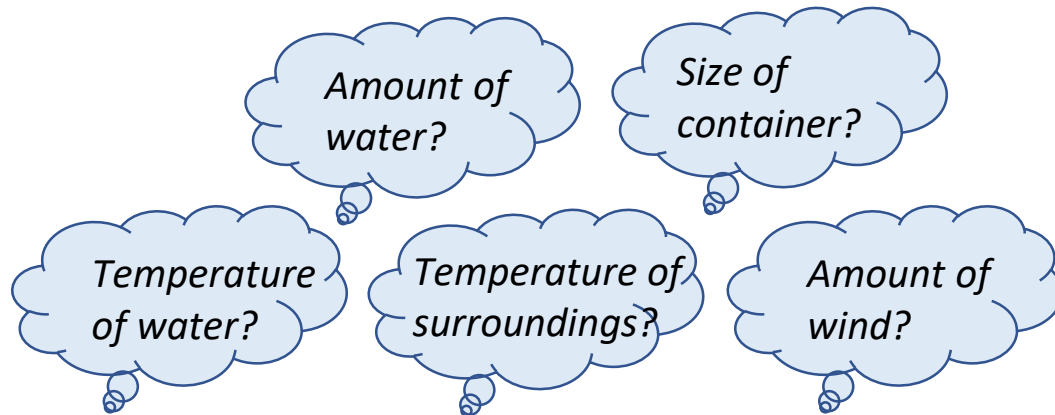 Amount of
water?
Size of
container?
Temperature
of water?
Temperature of
surroundings?
Amount of
wind?